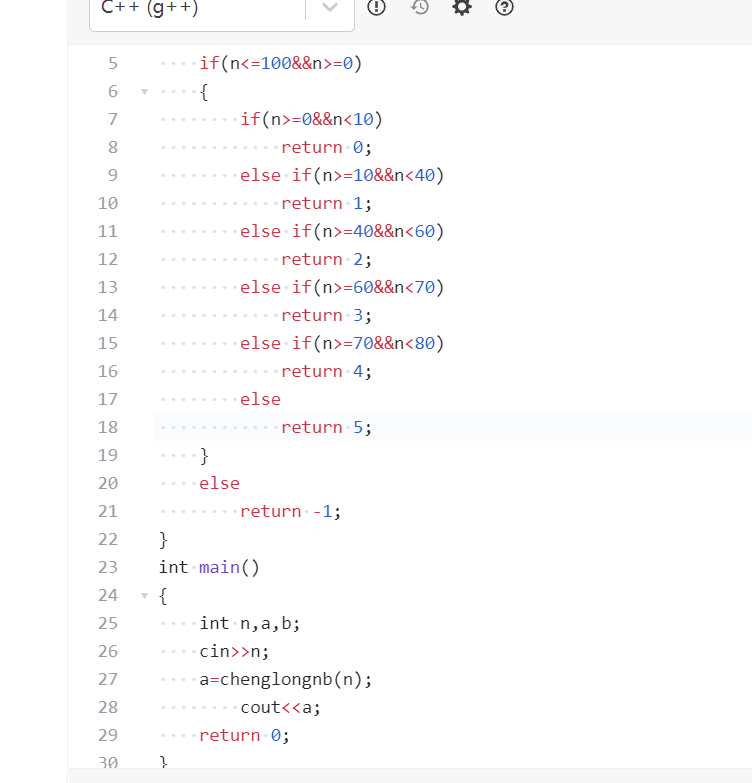 C++ (g++)
5 if(n<=100&&n>=0)
6 {
7 if(n>=0&&n<10)
8 return 0;
9 else if(n>=10&&n<40)
10 return 1;
11 else if(n>=40&&n<60)
12 return 2;
13 else if(n>=60&&n<70)
14 return 3;
15 else if(n>=70&&n<80)
16 return 4;
17 else
18 return 5;
19 }
20 else
21 return -1;
22 }
23 int main()
24 {
25 int n,a,b;
26 cin>>n;
27 a=chenglongnb(n);
28 cout<<a;
29 return 0;
30 }